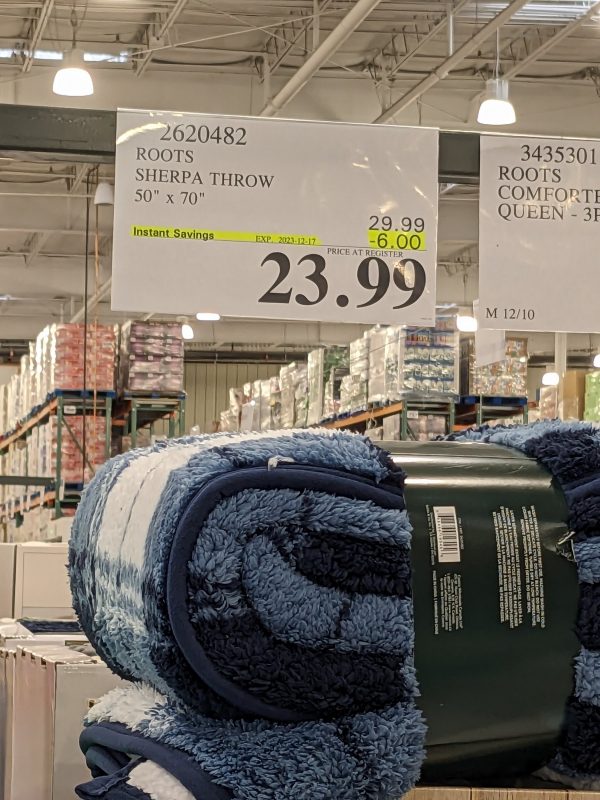 2620482
ROOTS
SHERPA THROW
50" x 70"
29.99
Instant Savings EXP. 2023-12-17 -6.00
PRICE AT REGISTER
23.99
3435301
ROOTS
COMFORTE
QUEEN - 3P
M 12/10